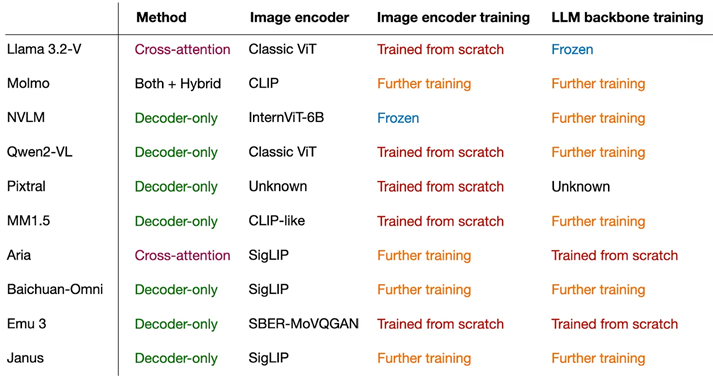 Method Image encoder Image encoder training LLM backbone training
Llama 3.2-V Cross-attention Classic ViT Trained from scratch Frozen
Molmo Both + Hybrid CLIP Further training Further training
NVLM Decoder-only InternViT-6B Frozen Further training
Qwen2-VL Decoder-only Classic ViT Trained from scratch Further training
Pixtral Decoder-only Unknown Trained from scratch Unknown
MM1.5 Decoder-only CLIP-like Trained from scratch Further training
Aria Cross-attention SigLIP Further training Trained from scratch
Baichuan-Omni Decoder-only SigLIP Further training Further training
Emu 3 Decoder-only SBER-MoVQGAN Trained from scratch Trained from scratch
Janus Decoder-only SigLIP Further training Further training